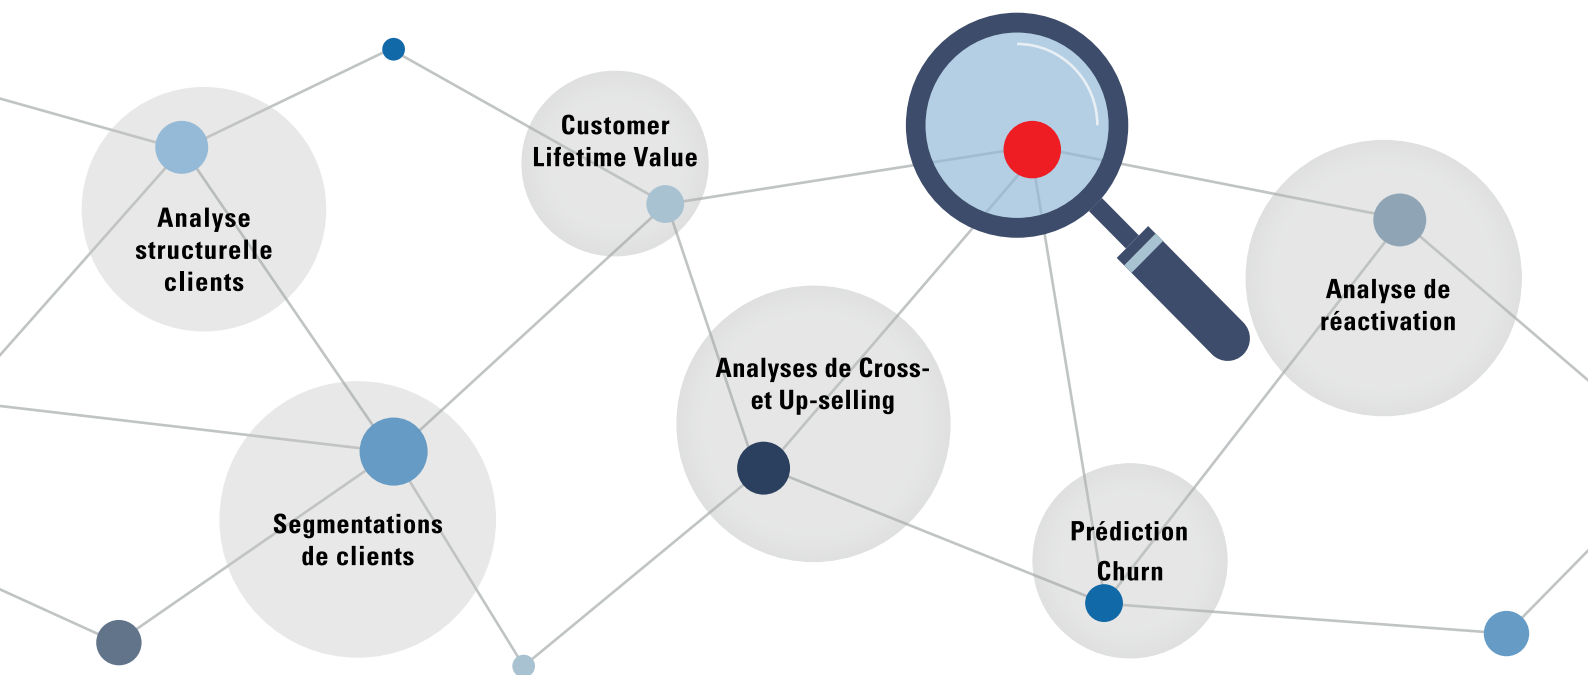 Analyse
structurelle
clients
Customer
Lifetime Value
Analyse de
réactivation
Analyses de Cross-
et Up-selling
Segmentations
de clients
Prédiction
Churn